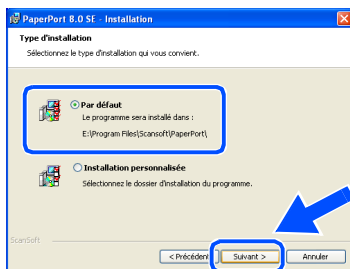 PaperPort 8.0 SE - Installation
Type d'installation
Sélectionnez le type d'installation qui vous convient.
Par défaut
Le programme sera installé dans :
E:\Program Files\Scansoft\PaperPort\
Installation personnalisée
Sélectionnez le dossier d'installation du programme.
ScanSoft
< Précédent Suivant > Annuler